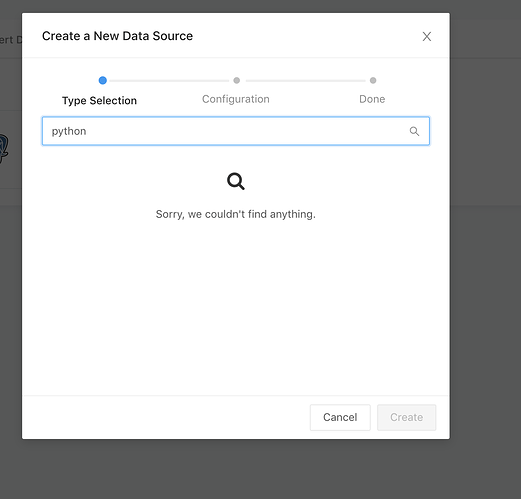 Create a New Data Source
ert D
Type Selection
Configuration
Done
python
Sorry, we couldn't find anything.
Cancel
Create